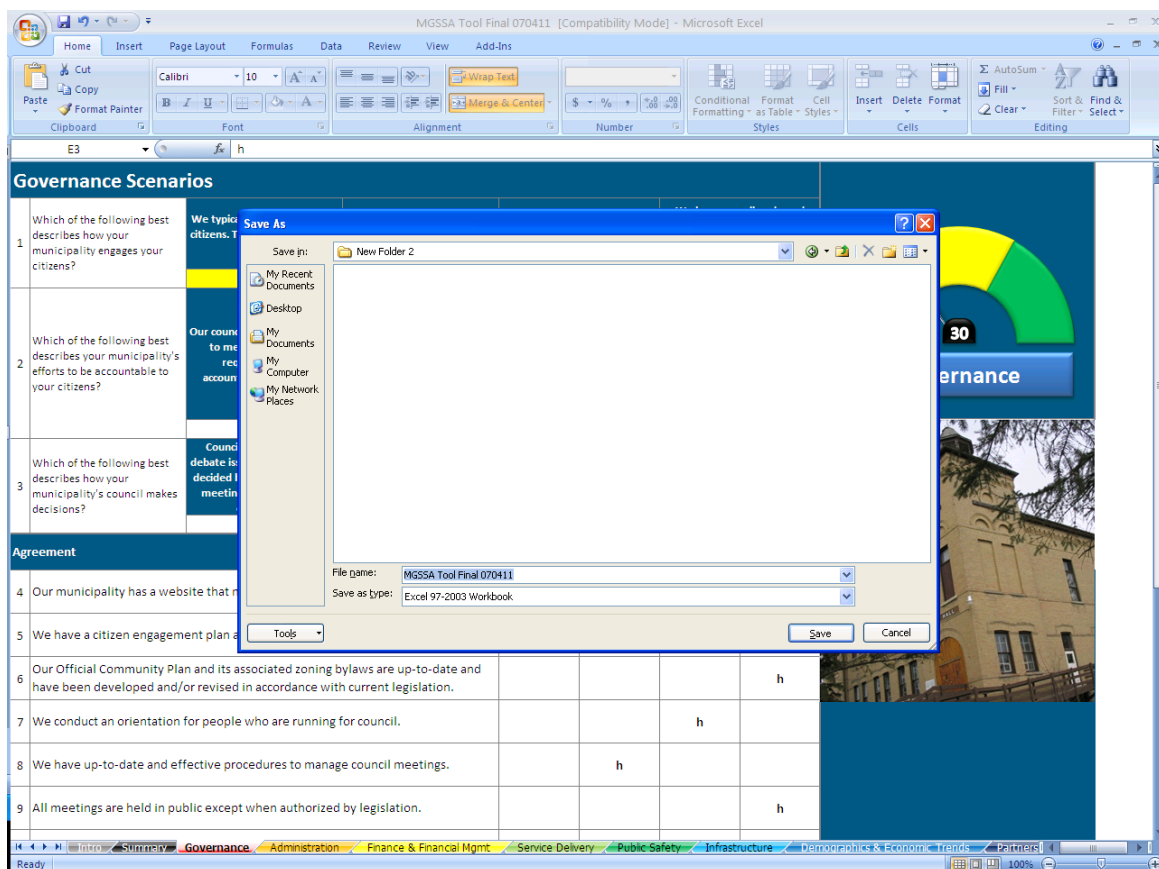 MGSSA Tool Final 070411 [Compatibility Mode] - Microsoft Excel
Home Insert Page Layout Formulas Data Review View Add-Ins
Cut
Copy
Format Painter
Paste
Calibri 10
Wrap Text
Merge & Center
Conditional Formatting
Format as Table
Cell Styles
Insert Delete Format
AutoSum
Fill
Clear
Sort & Filter
Find & Select
Clipboard Font Alignment Number Styles Cells Editing
E3 fx h
Governance Scenarios
1 Which of the following best
describes how your
municipality engages your
citizens?
We typica
citizens. T
2 Which of the following best
describes your municipality's
efforts to be accountable to
your citizens?
Our coun
to me
rec
accoun
3 Which of the following best
describes how your
municipality's council makes
decisions?
Counci
debate is
decided
meetin
Save As
Save in: New Folder 2
My Recent Documents
Desktop
My Documents
My Computer
My Network Places
File name: MGSSA Tool Final 070411
Save as type: Excel 97-2003 Workbook
Tools Save Cancel
30
ernance
Agreement
4 Our municipality has a website that
5 We have a citizen engagement plan a
6 Our Official Community Plan and its associated zoning bylaws are up-to-date and
have been developed and/or revised in accordance with current legislation. h
7 We conduct an orientation for people who are running for council. h
8 We have up-to-date and effective procedures to manage council meetings. h
9 All meetings are held in public except when authorized by legislation. h
Intro Summary Governance Administration Finance & Financial Mgmt Service Delivery Public Safety Infrastructure Demographics & Economic Trends Partners
Ready 100%